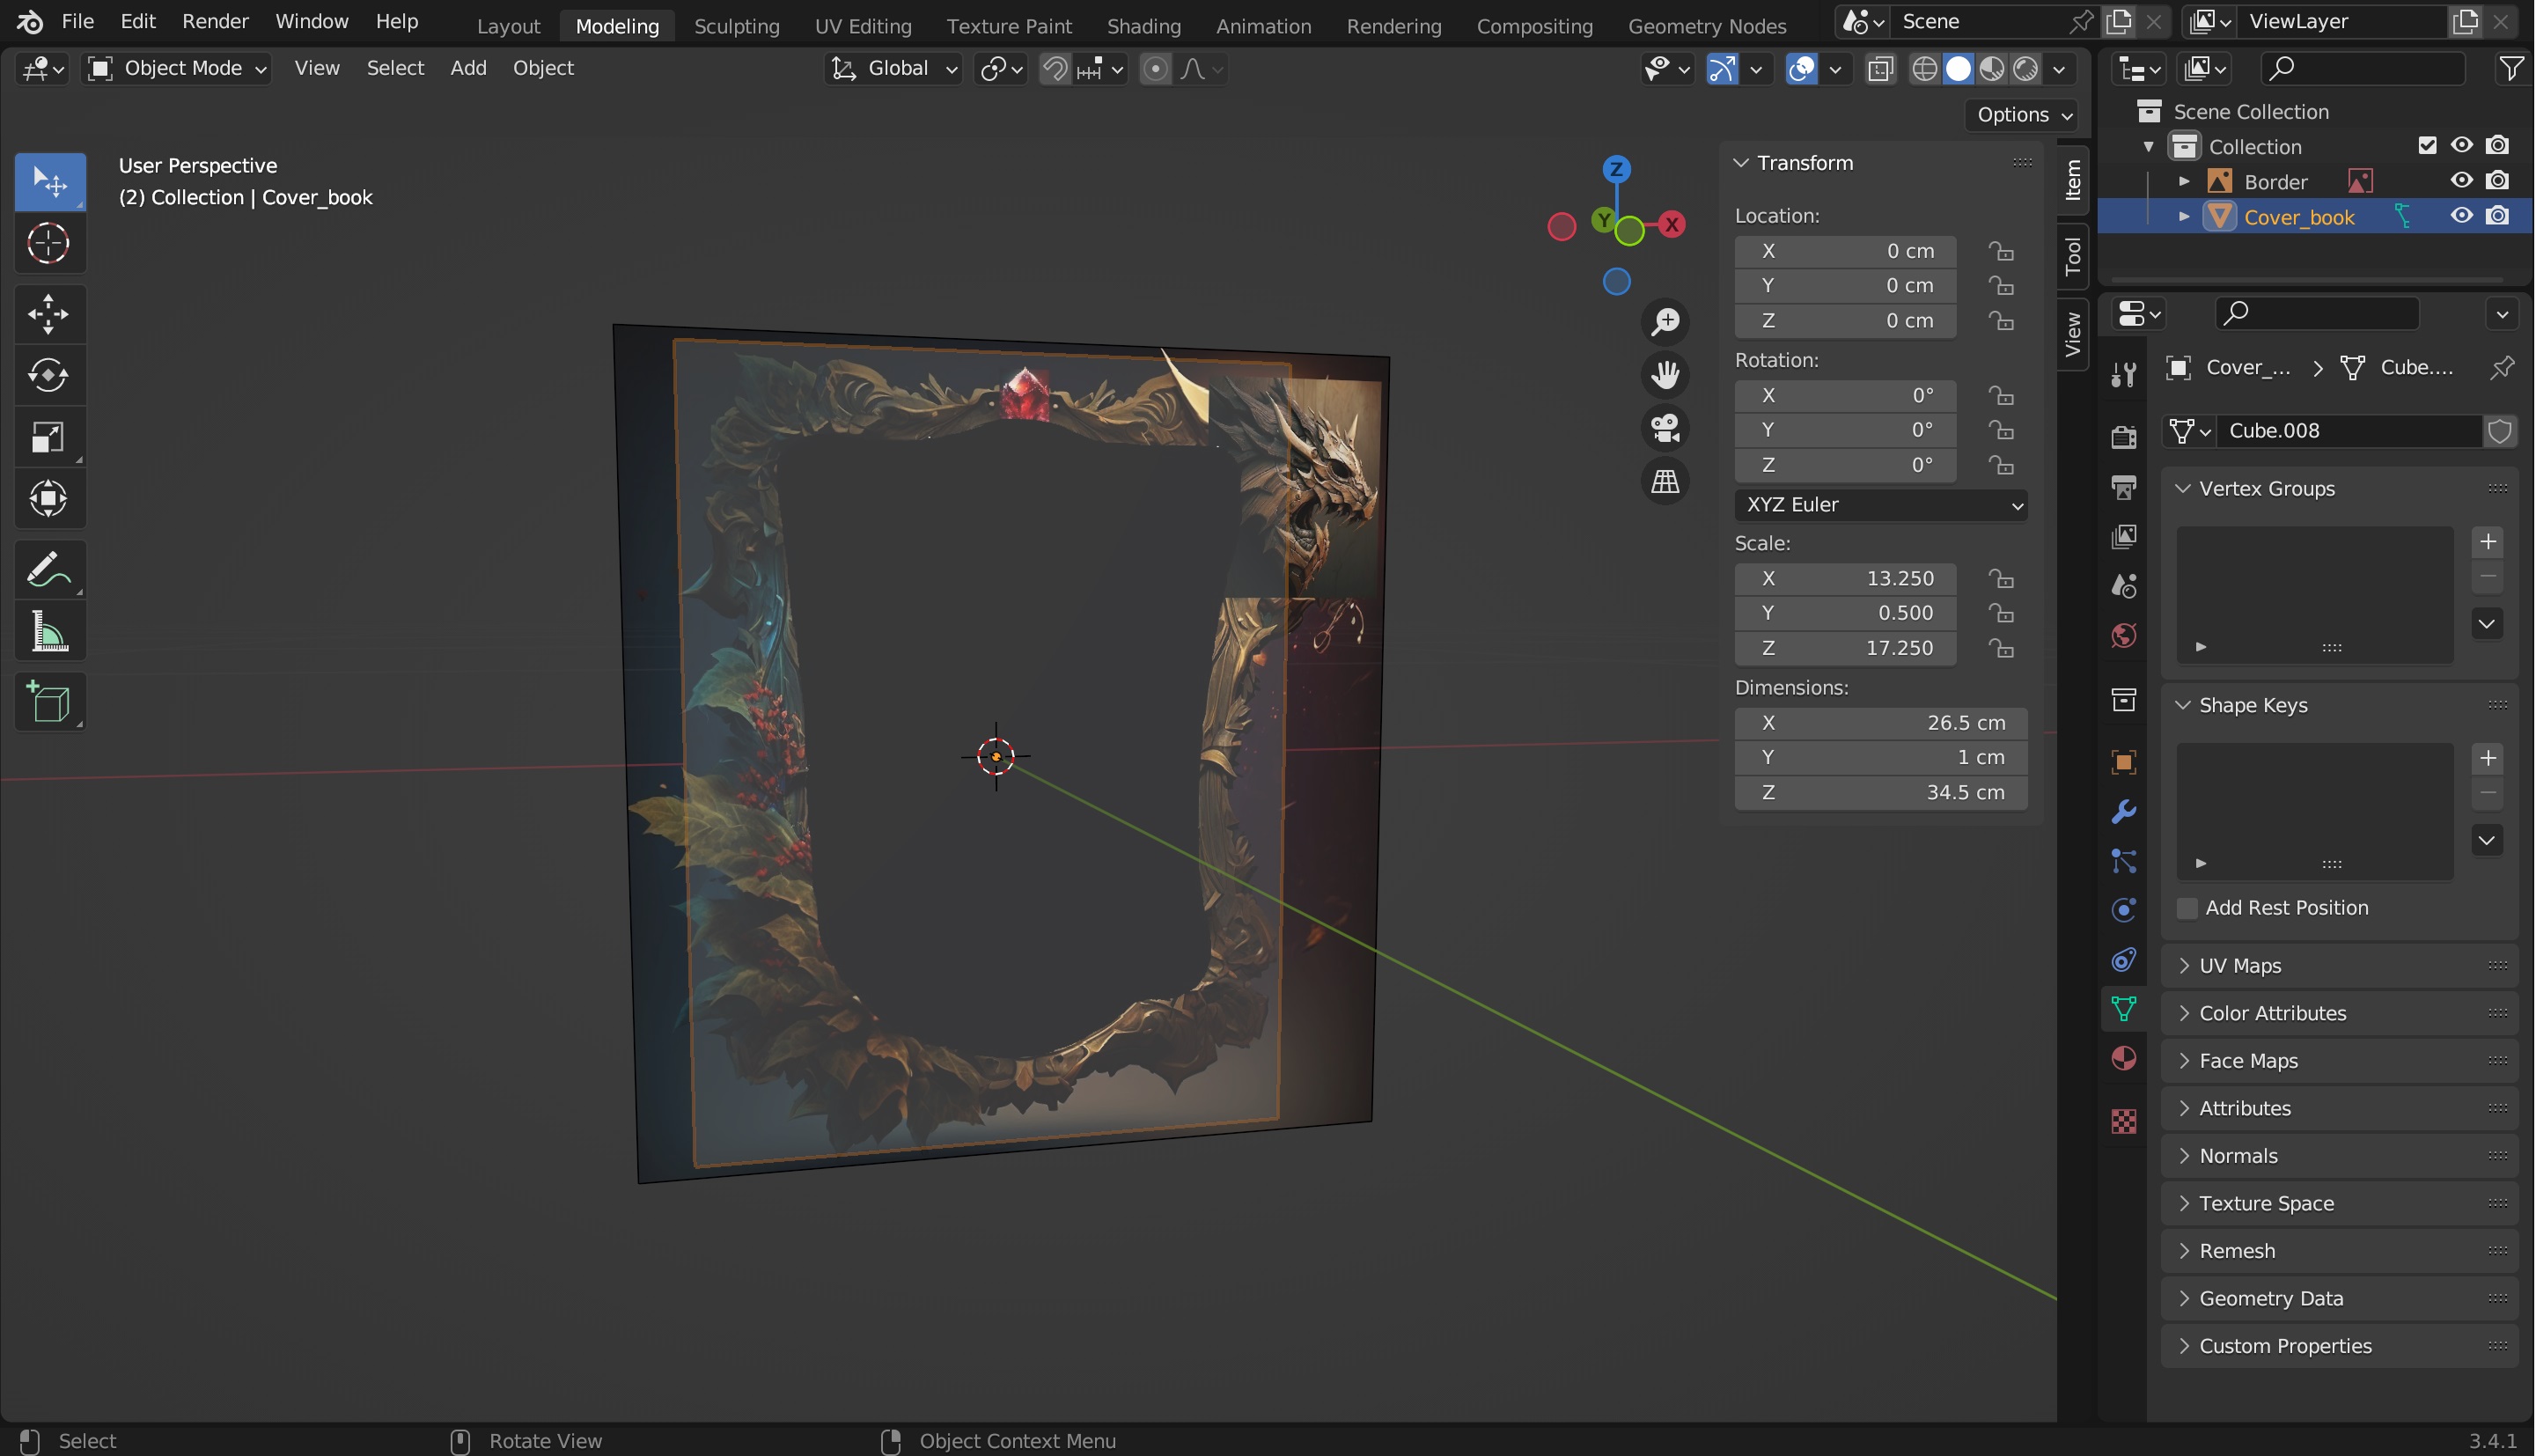 File Edit Render Window Help Layout Modeling Sculpting UV Editing Texture Paint Shading Animation Rendering Compositing Geometry Nodes Scene ViewLayer
Object Mode View Select Add Object Global
Options
User Perspective
(2) Collection | Cover_book
Z
Y
X
Transform
Location:
X 0 cm
Y 0 cm
Z 0 cm
Rotation:
X 0°
Y 0°
Z 0°
XYZ Euler
Scale:
X 13.250
Y 0.500
Z 17.250
Dimensions:
X 26.5 cm
Y 1 cm
Z 34.5 cm
Item
Tool
View
Scene Collection
Collection
Border
Cover_book
Cover_... Cube....
Cube.008
Vertex Groups
Shape Keys
Add Rest Position
UV Maps
Color Attributes
Face Maps
Attributes
Normals
Texture Space
Remesh
Geometry Data
Custom Properties
Select Rotate View Object Context Menu 3.4.1